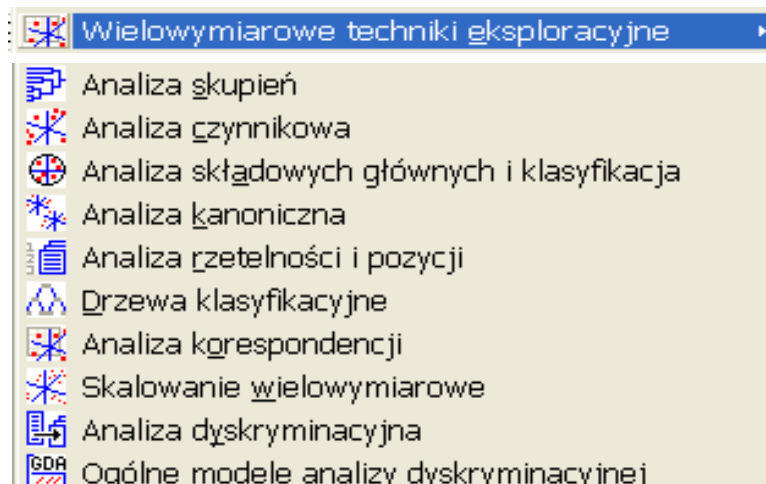 Wielowymiarowe techniki eksploracyjne
Analiza skupień
Analiza czynnikowa
Analiza składowych głównych i klasyfikacja
Analiza kanoniczna
Analiza rzetelności i pozycji
Drzewa klasyfikacyjne
Analiza korespondencji
Skalowanie wielowymiarowe
Analiza dyskryminacyjna
GDA Ogólne modele analizy dyskryminacyjnej